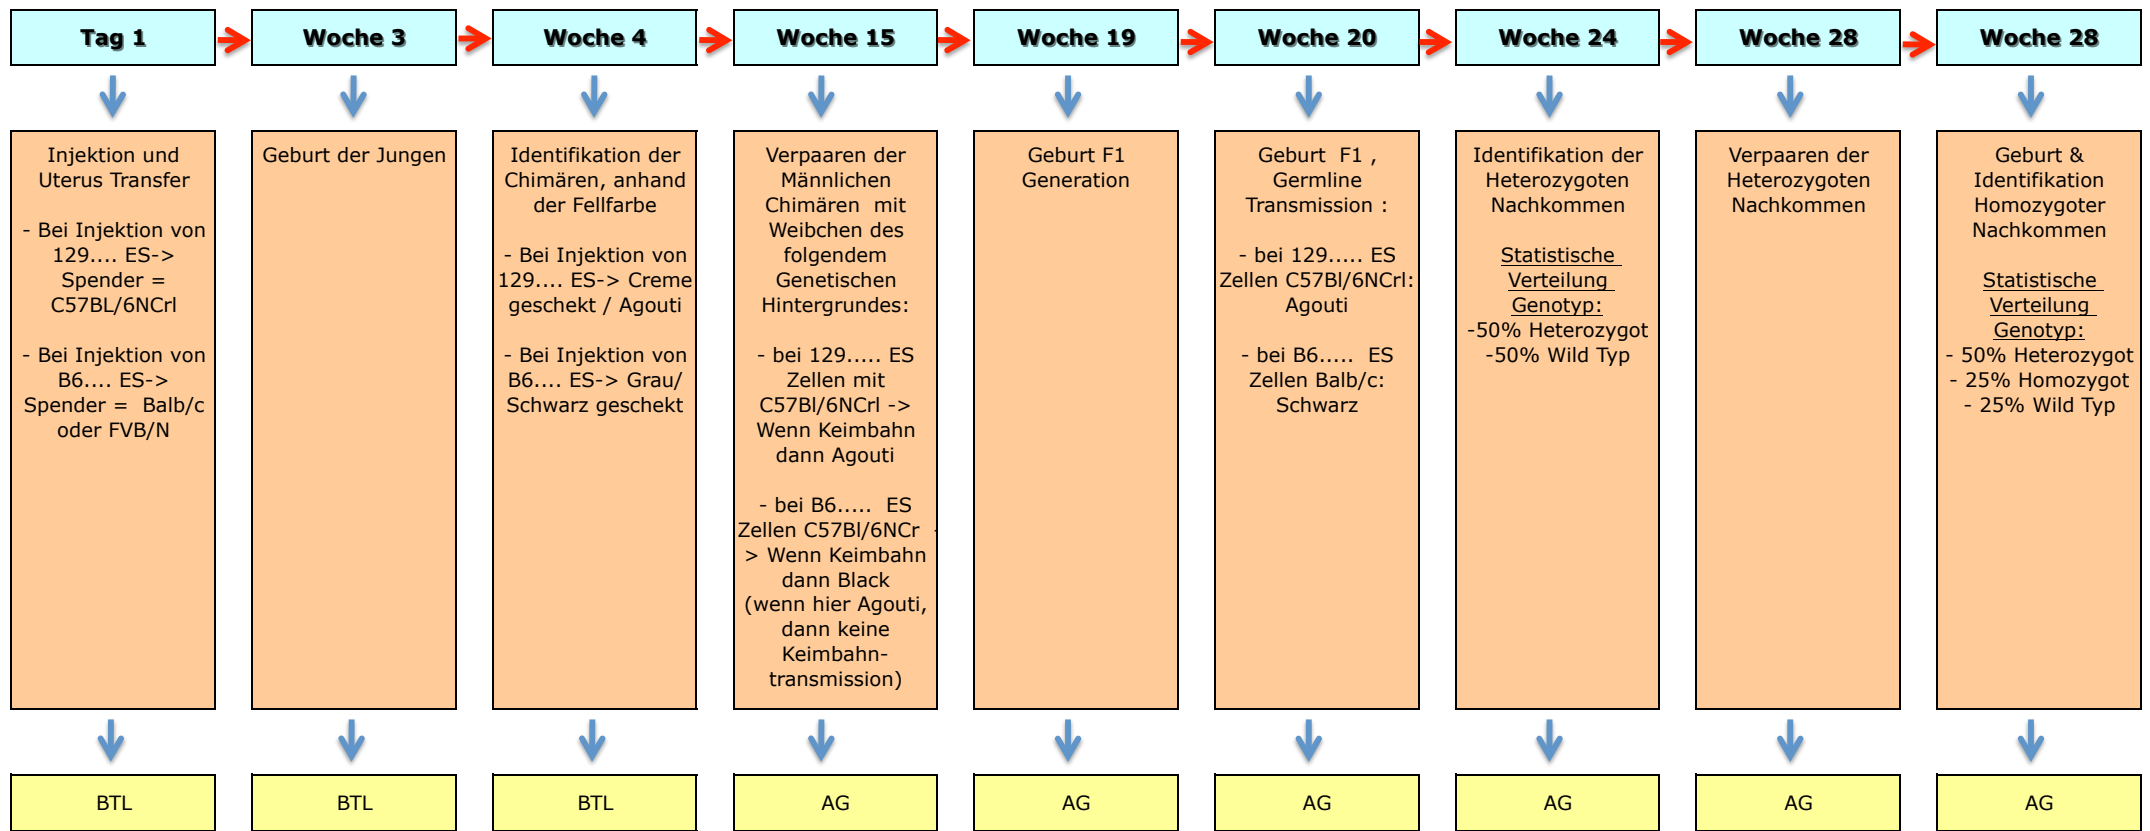 Tag 1
Woche 3
Woche 4
Woche 15
Woche 19
Woche 20
Woche 24
Woche 28
Woche 28
Injektion und
Uterus Transfer
- Bei Injektion von
129.... ES->
Spender =
C57BL/6NCrl
- Bei Injektion von
B6.... ES->
Spender = Balb/c
oder FVB/N
Geburt der Jungen
Identifikation der
Chimären, anhand
der Fellfarbe
- Bei Injektion von
129.... ES-> Creme
geschekt / Agouti
- Bei Injektion von
B6.... ES-> Grau/
Schwarz geschekt
Verpaaren der
Männlichen
Chimären mit
Weibchen des
folgendem
Genetischen
Hintergrundes:
- bei 129..... ES
Zellen mit
C57Bl/6NCrl ->
Wenn Keimbahn
dann Agouti
- bei B6..... ES
Zellen C57Bl/6NCr -
> Wenn Keimbahn
dann Black
(wenn hier Agouti,
dann keine
Keimbahn-
transmission)
Geburt F1
Generation
Geburt F1 ,
Germline
Transmission :
- bei 129..... ES
Zellen C57Bl/6NCrl:
Agouti
- bei B6..... ES
Zellen Balb/c:
Schwarz
Identifikation der
Heterozygoten
Nachkommen
Statistische
Verteilung
Genotyp:
-50% Heterozygot
-50% Wild Typ
Verpaaren der
Heterozygoten
Nachkommen
Geburt &
Identifikation
Homozygoter
Nachkommen
Statistische
Verteilung
Genotyp:
- 50% Heterozygot
- 25% Homozygot
- 25% Wild Typ
BTL
BTL
BTL
AG
AG
AG
AG
AG
AG